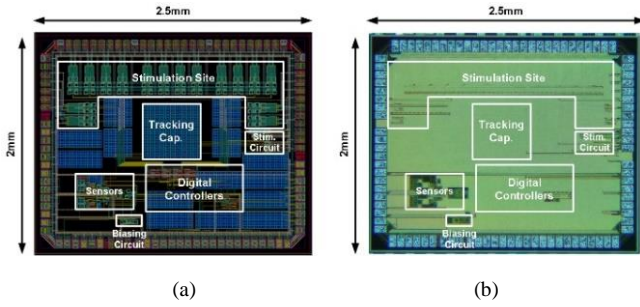 2.5mm
2mm
Stimulation Site
Tracking
Cap.
Stim.
Circuit
Sensors
Digital
Controllers
Biasing
Circuit
(a)
2.5mm
2mm
Stimulation Site
Tracking
Cap.
Stim.
Circuit
Sensors
Digital
Controllers
Biasing
Circuit
(b)